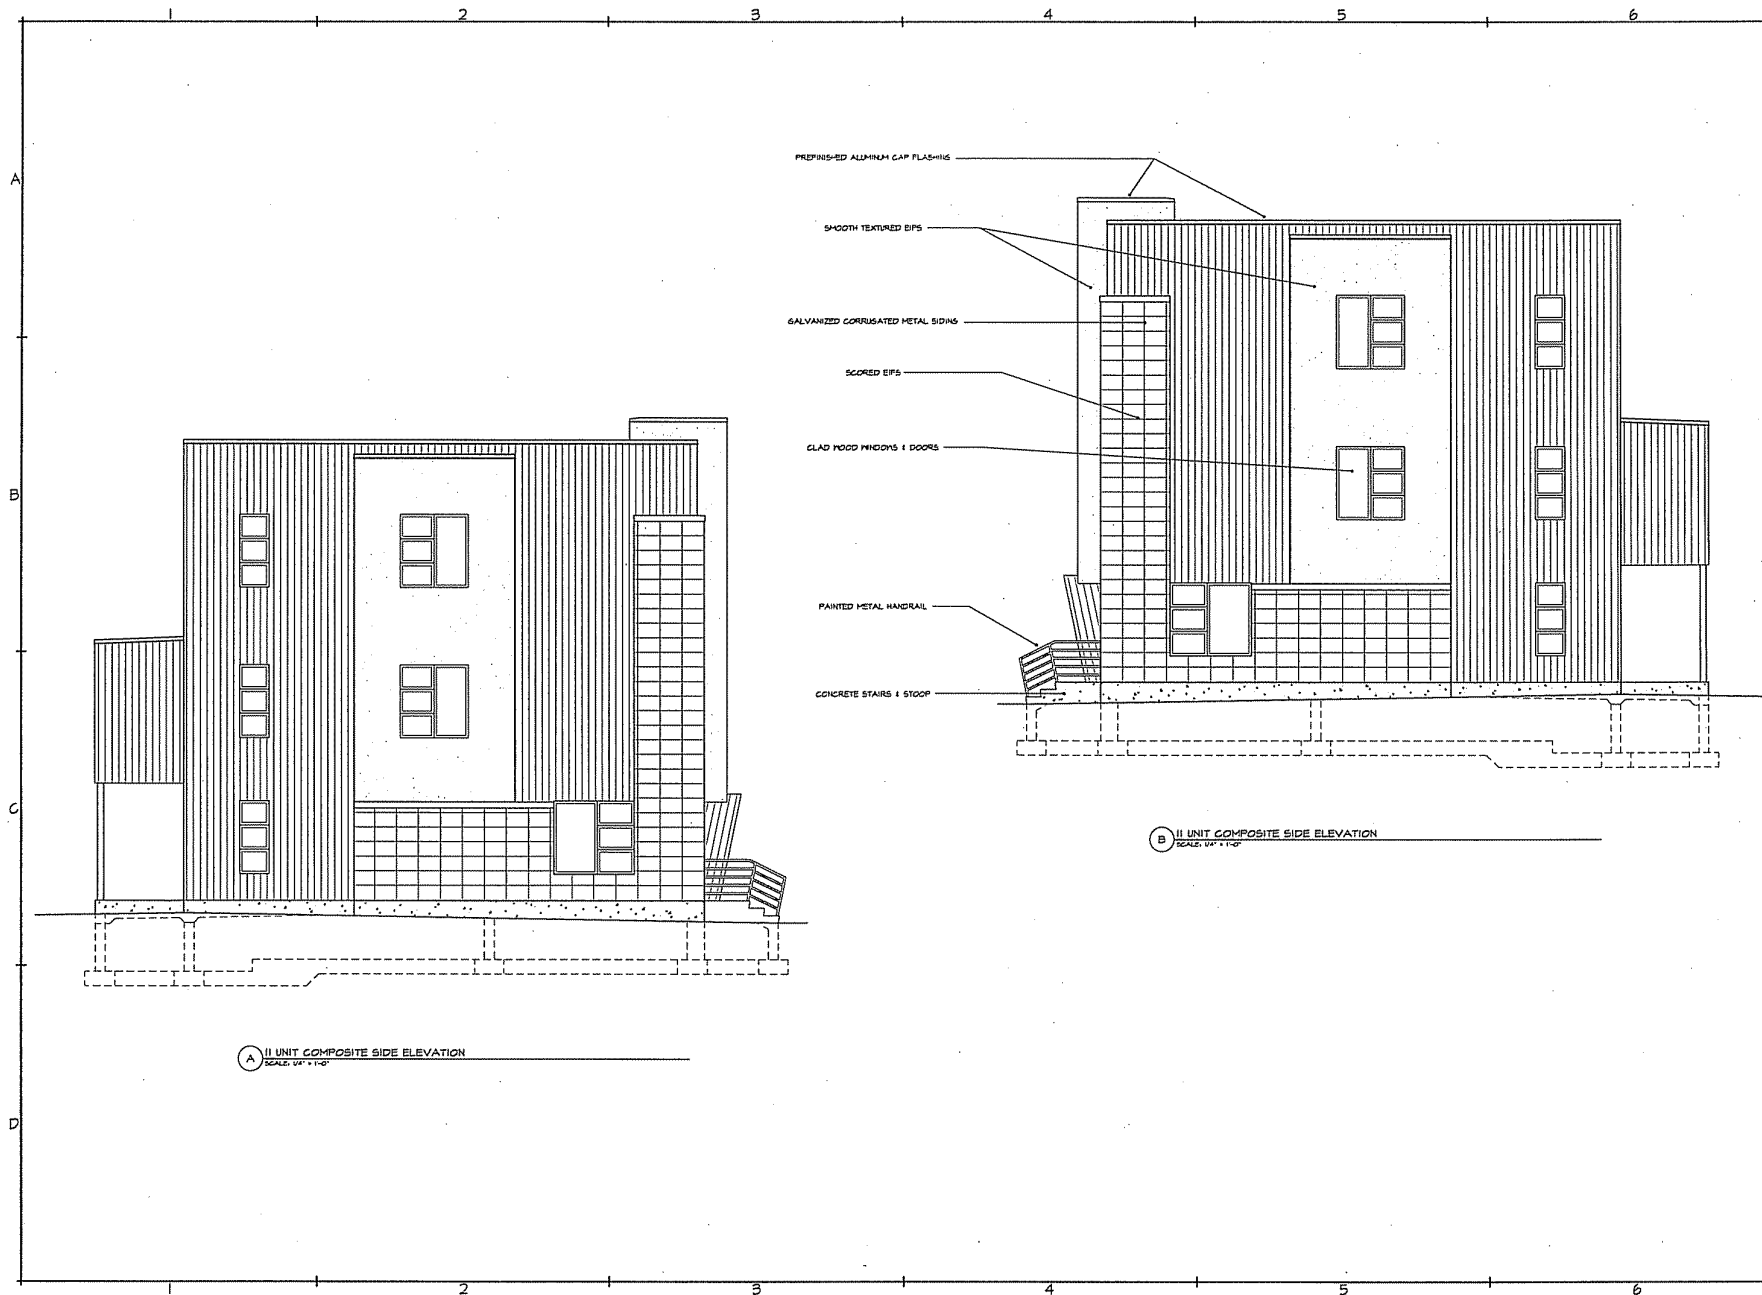 1 2 3 4 5 6
A
PREFINISHED ALUMINUM CAP FLASHING
SMOOTH TEXTURED EIFS
GALVANIZED CORRUGATED METAL SIDING
SCORED EIFS
CLAD WOOD WINDOWS & DOORS
B
PAINTED METAL HANDRAIL
CONCRETE STAIRS & STOOP
C
B 11 UNIT COMPOSITE SIDE ELEVATION
SCALE: 1/4" = 1'-0"
A 11 UNIT COMPOSITE SIDE ELEVATION
SCALE: 1/4" = 1'-0"
D
1 2 3 4 5 6